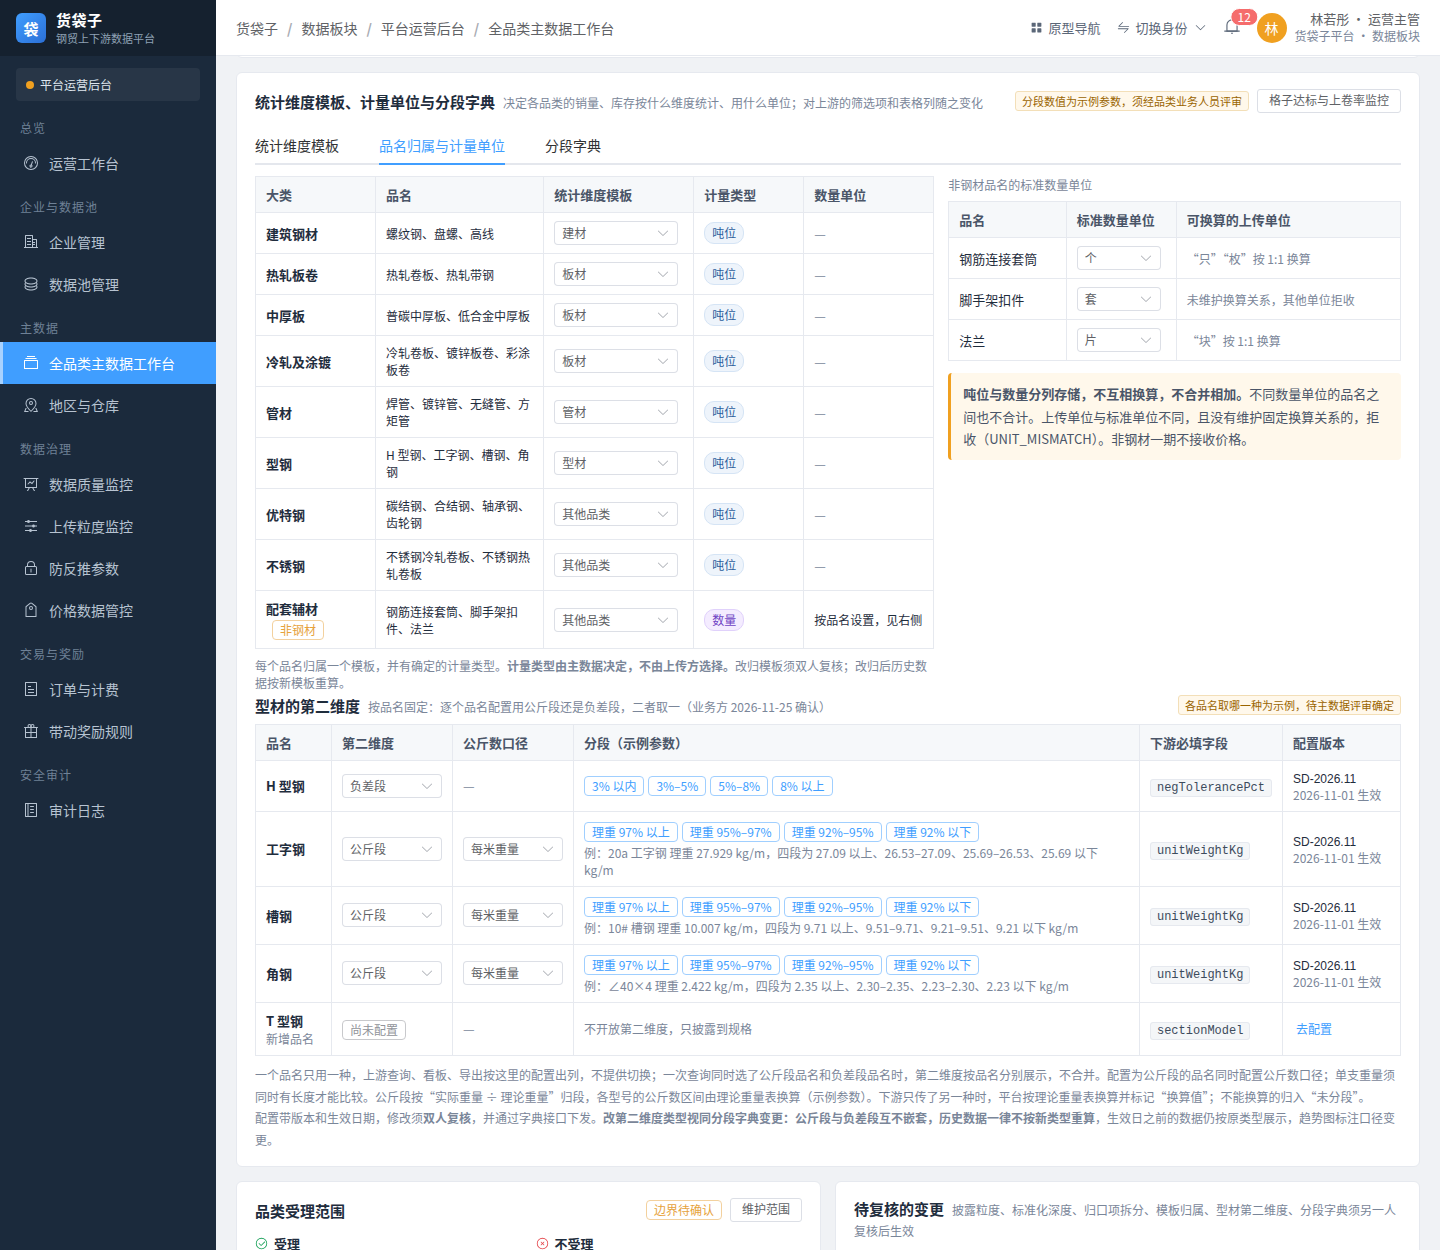 袋
货袋子
钢贸上下游数据平台
平台运营后台
总览
运营工作台
企业与数据池
企业管理
数据池管理
主数据
全品类主数据工作台
地区与仓库
数据治理
数据质量监控
上传粒度监控
防反推参数
价格数据管控
交易与奖励
订单与计费
带动奖励规则
安全审计
审计日志
货袋子 / 数据板块 / 平台运营后台 / 全品类主数据工作台
原型导航
切换身份
12
林
林若彤 · 运营主管
货袋子平台 · 数据板块
统计维度模板、计量单位与分段字典 决定各品类的销量、库存按什么维度统计、用什么单位；对上游的筛选项和表格列随之变化
分段数值为示例参数，须经品类业务人员评审
格子达标与上卷率监控
统计维度模板 品名归属与计量单位 分段字典
大类 品名 统计维度模板 计量类型 数量单位
建筑钢材 螺纹钢、盘螺、高线 建材 吨位 —
热轧板卷 热轧卷板、热轧带钢 板材 吨位 —
中厚板 普碳中厚板、低合金中厚板 板材 吨位 —
冷轧及涂镀 冷轧卷板、镀锌板卷、彩涂板卷 板材 吨位 —
管材 焊管、镀锌管、无缝管、方矩管 管材 吨位 —
型钢 H 型钢、工字钢、槽钢、角钢 型材 吨位 —
优特钢 碳结钢、合结钢、轴承钢、齿轮钢 其他品类 吨位 —
不锈钢 不锈钢冷轧卷板、不锈钢热轧卷板 其他品类 吨位 —
配套辅材 非钢材 钢筋连接套筒、脚手架扣件、法兰 其他品类 数量 按品名设置，见右侧
每个品名归属一个模板，并有确定的计量类型。计量类型由主数据决定，不由上传方选择。改归模板须双人复核；改归后历史数
据按新模板重算。
非钢材品名的标准数量单位
品名 标准数量单位 可换算的上传单位
钢筋连接套筒 个 “只”“枚”按 1:1 换算
脚手架扣件 套 未维护换算关系，其他单位拒收
法兰 片 “块”按 1:1 换算
吨位与数量分列存储，不互相换算，不合并相加。不同数量单位的品名之
间也不合计。上传单位与标准单位不同，且没有维护固定换算关系的，拒
收（UNIT_MISMATCH）。非钢材一期不接收价格。
型材的第二维度 按品名固定：逐个品名配置用公斤段还是负差段，二者取一（业务方 2026-11-25 确认）
各品名取哪一种为示例，待主数据评审确定
品名 第二维度 公斤数口径 分段（示例参数） 下游必填字段 配置版本
H 型钢 负差段 — 3% 以内 3%–5% 5%–8% 8% 以上 negTolerancePct SD-2026.11
2026-11-01 生效
工字钢 公斤段 每米重量 理重 97% 以上 理重 95%–97% 理重 92%–95% 理重 92% 以下 unitWeightKg SD-2026.11
2026-11-01 生效
例：20a 工字钢 理重 27.929 kg/m，四段为 27.09 以上、26.53–27.09、25.69–26.53、25.69 以下
kg/m
槽钢 公斤段 每米重量 理重 97% 以上 理重 95%–97% 理重 92%–95% 理重 92% 以下 unitWeightKg SD-2026.11
2026-11-01 生效
例：10# 槽钢 理重 10.007 kg/m，四段为 9.71 以上、9.51–9.71、9.21–9.51、9.21 以下 kg/m
角钢 公斤段 每米重量 理重 97% 以上 理重 95%–97% 理重 92%–95% 理重 92% 以下 unitWeightKg SD-2026.11
2026-11-01 生效
例：∠40×4 理重 2.422 kg/m，四段为 2.35 以上、2.30–2.35、2.23–2.30、2.23 以下 kg/m
T 型钢
新增品名 尚未配置 — 不开放第二维度，只披露到规格 sectionModel 去配置
一个品名只用一种，上游查询、看板、导出按这里的配置出列，不提供切换；一次查询同时选了公斤段品名和负差段品名时，第二维度按品名分别展示，不合并。配置为公斤段的品名同时配置公斤数口径；单支重量须
同时有长度才能比较。公斤段按“实际重量 ÷ 理论重量”归段，各型号的公斤数区间由理论重量表换算（示例参数）。下游只传了另一种时，平台按理论重量表换算并标记“换算值”；不能换算的归入“未分段”。
配置带版本和生效日期，修改须双人复核，并通过字典接口下发。改第二维度类型视同分段字典变更：公斤段与负差段互不嵌套，历史数据一律不按新类型重算，生效日之前的数据仍按原类型展示，趋势图标注口径变
更。
品类受理范围
边界待确认
维护范围
受理
不受理
待复核的变更 披露粒度、标准化深度、归口项拆分、模板归属、型材第二维度、分段字典须另一人
复核后生效